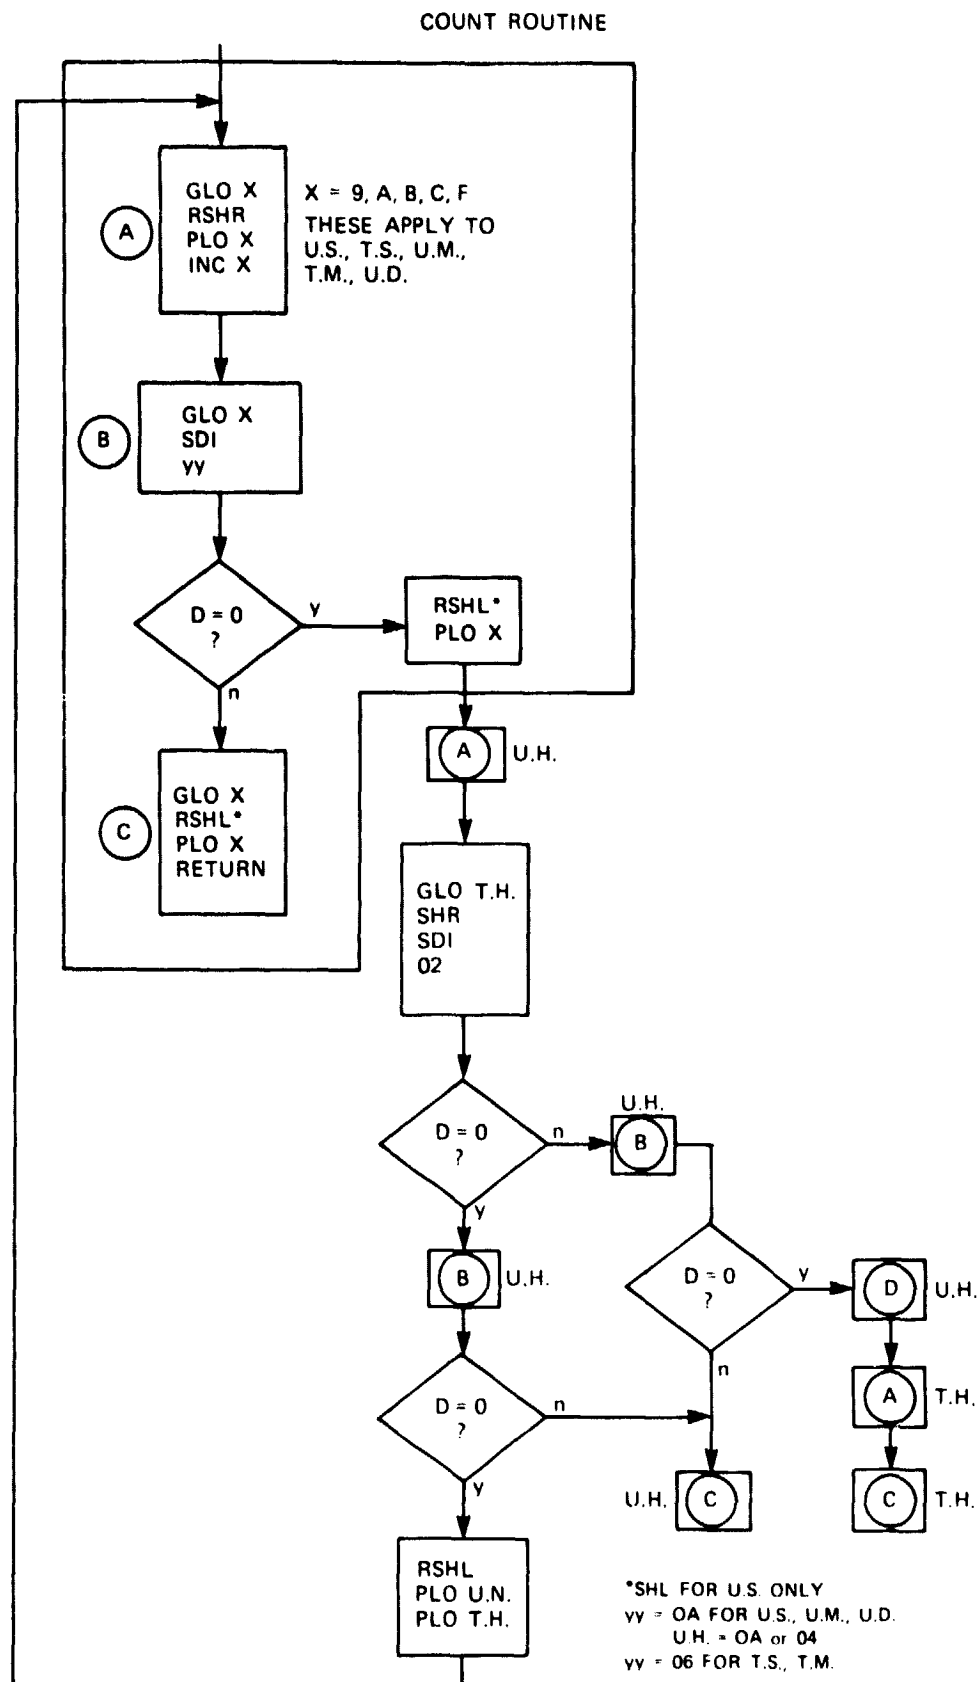 COUNT ROUTINE
A
GLO X
RSHR
PLO X
INC X
X = 9, A, B, C, F
THESE APPLY TO
U.S., T.S., U.M.,
T.M., U.D.
B
GLO X
SDI
yy
D = 0
?
y
n
RSHL*
PLO X
A
U.H.
C
GLO X
RSHL*
PLO X
RETURN
GLO T.H.
SHR
SDI
02
D = 0
?
n
y
U.H.
B
B
U.H.
D = 0
?
y
n
D
U.H.
A
T.H.
D = 0
?
n
y
U.H.
C
C
T.H.
RSHL
PLO U.N.
PLO T.H.
*SHL FOR U.S. ONLY
yy = OA FOR U.S., U.M., U.D.
U.H. = OA or 04
yy = 06 FOR T.S., T.M.